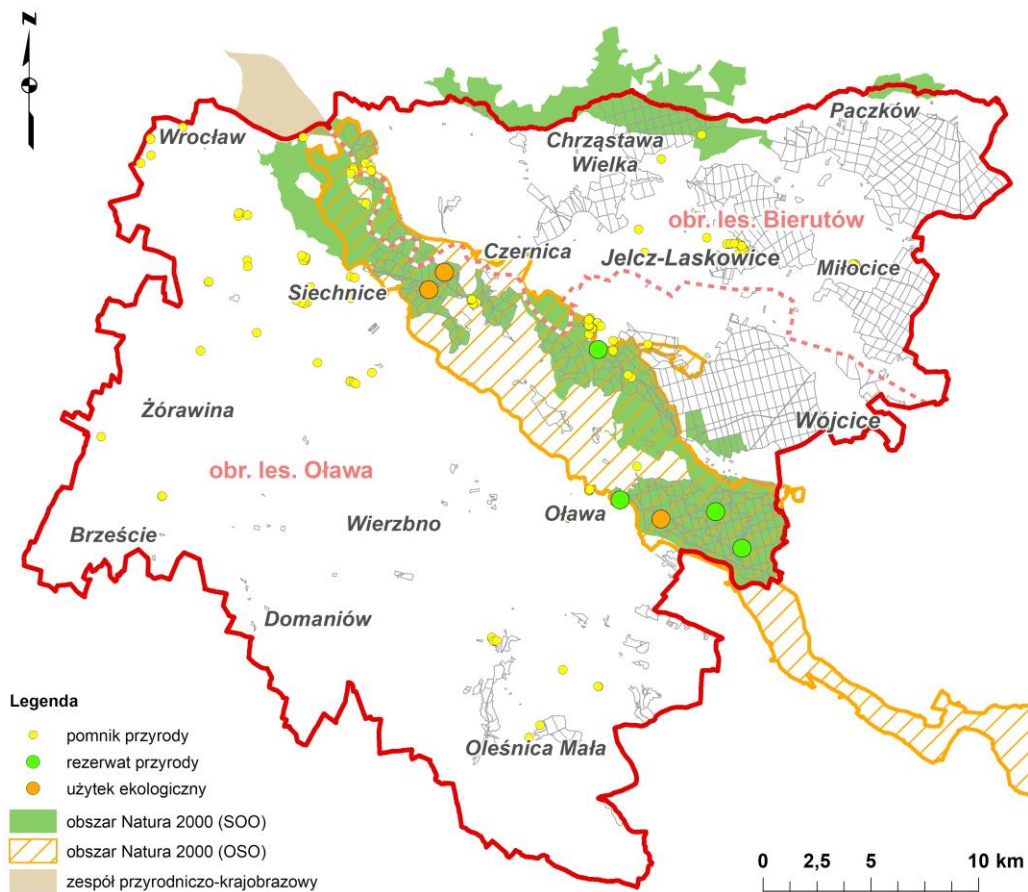 N
Paczków
Wrocław
Chrząstawa
Wielka
obr. les. Bierutów
Czernica
Jelcz-Laskowice
Miłocice
Siechnice
Żórawina
Wójcice
obr. les. Oława
Oława
Wierzbno
Brzeście
Domaniów
Oleśnica Mała
Legenda
pomnik przyrody
rezerwat przyrody
użytek ekologiczny
obszar Natura 2000 (SOO)
obszar Natura 2000 (OSO)
zespół przyrodniczo-krajobrazowy
0 2,5 5 10 km